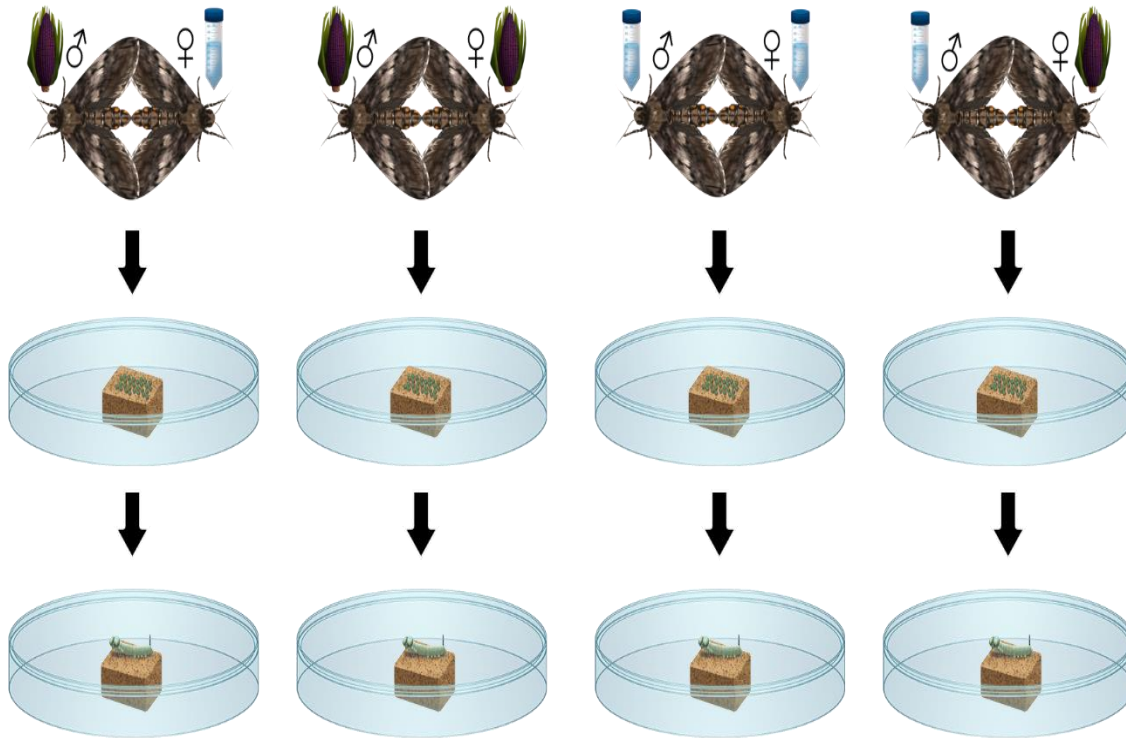 ♂ ♀ ♂ ♀ ♂ ♀ ♂ ♀